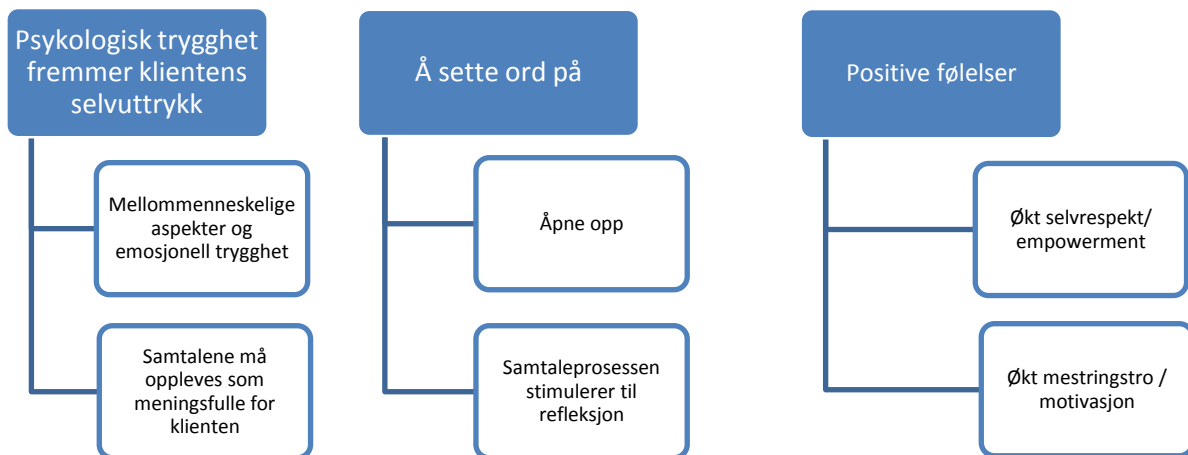 Psykologisk trygghet
fremmer klientens
selvuttrykk
Mellommenneskelige
aspekter og
emosjonell trygghet
Samtalene må
oppleves som
meningsfulle for
klienten
Å sette ord på
Åpne opp
Samtaleprosessen
stimulerer til
refleksjon
Positive følelser
Økt selvrespekt/
empowerment
Økt mestringstro /
motivasjon